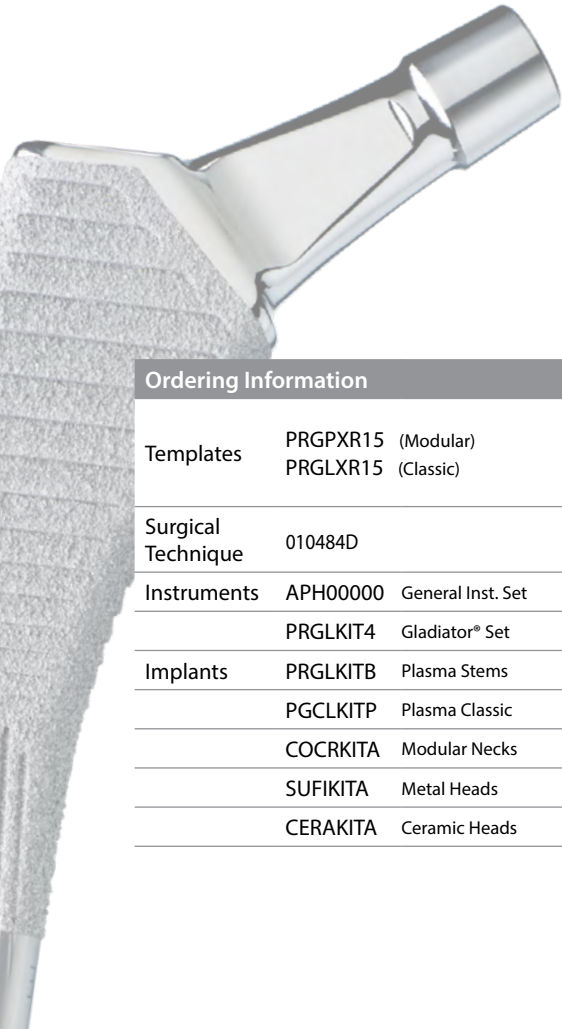 Ordering Information
Templates PRGPXR15 (Modular)
PRGLXR15 (Classic)
Surgical
Technique 010484D
Instruments APH00000 General Inst. Set
PRGLKIT4 Gladiator® Set
Implants PRGLKITB Plasma Stems
PGCLKITP Plasma Classic
COCRKITA Modular Necks
SUFIKITA Metal Heads
CERAKITA Ceramic Heads